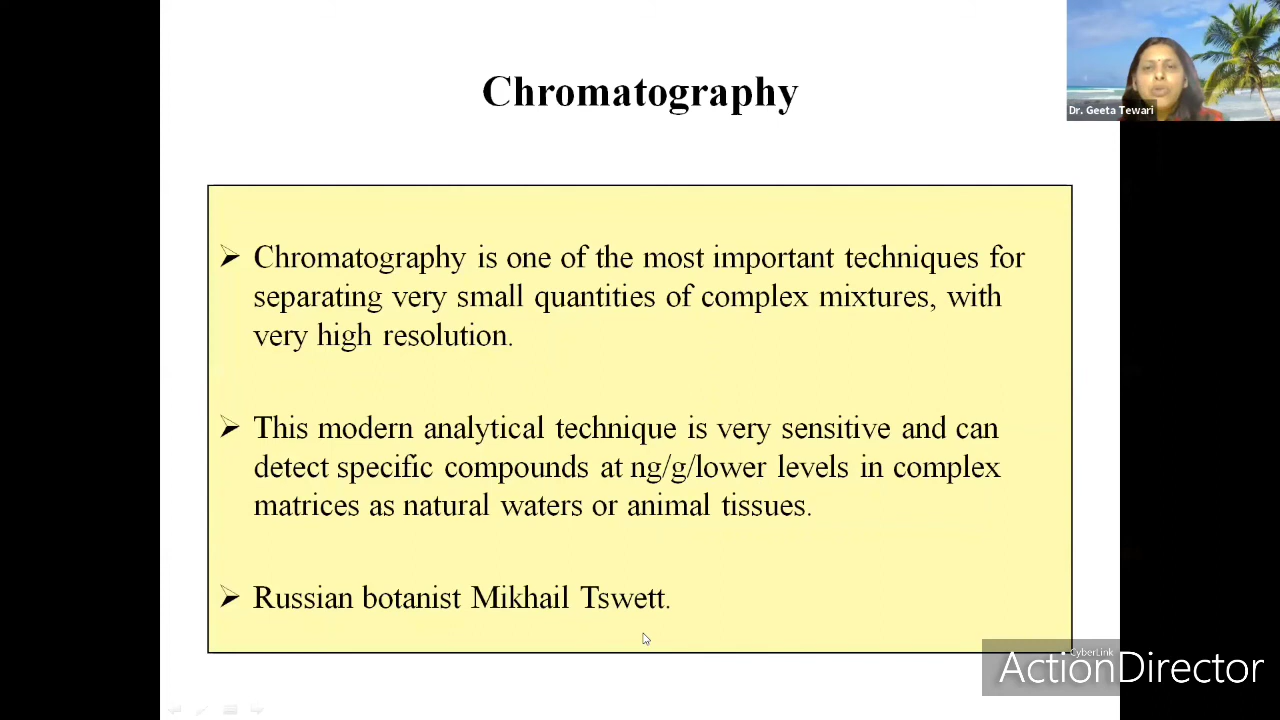 Chromatography
Dr. Geeta Tewari
➢ Chromatography is one of the most important techniques for
separating very small quantities of complex mixtures, with
very high resolution.
➢ This modern analytical technique is very sensitive and can
detect specific compounds at ng/g/lower levels in complex
matrices as natural waters or animal tissues.
➢ Russian botanist Mikhail Tswett.
CyberLink
ActionDirector